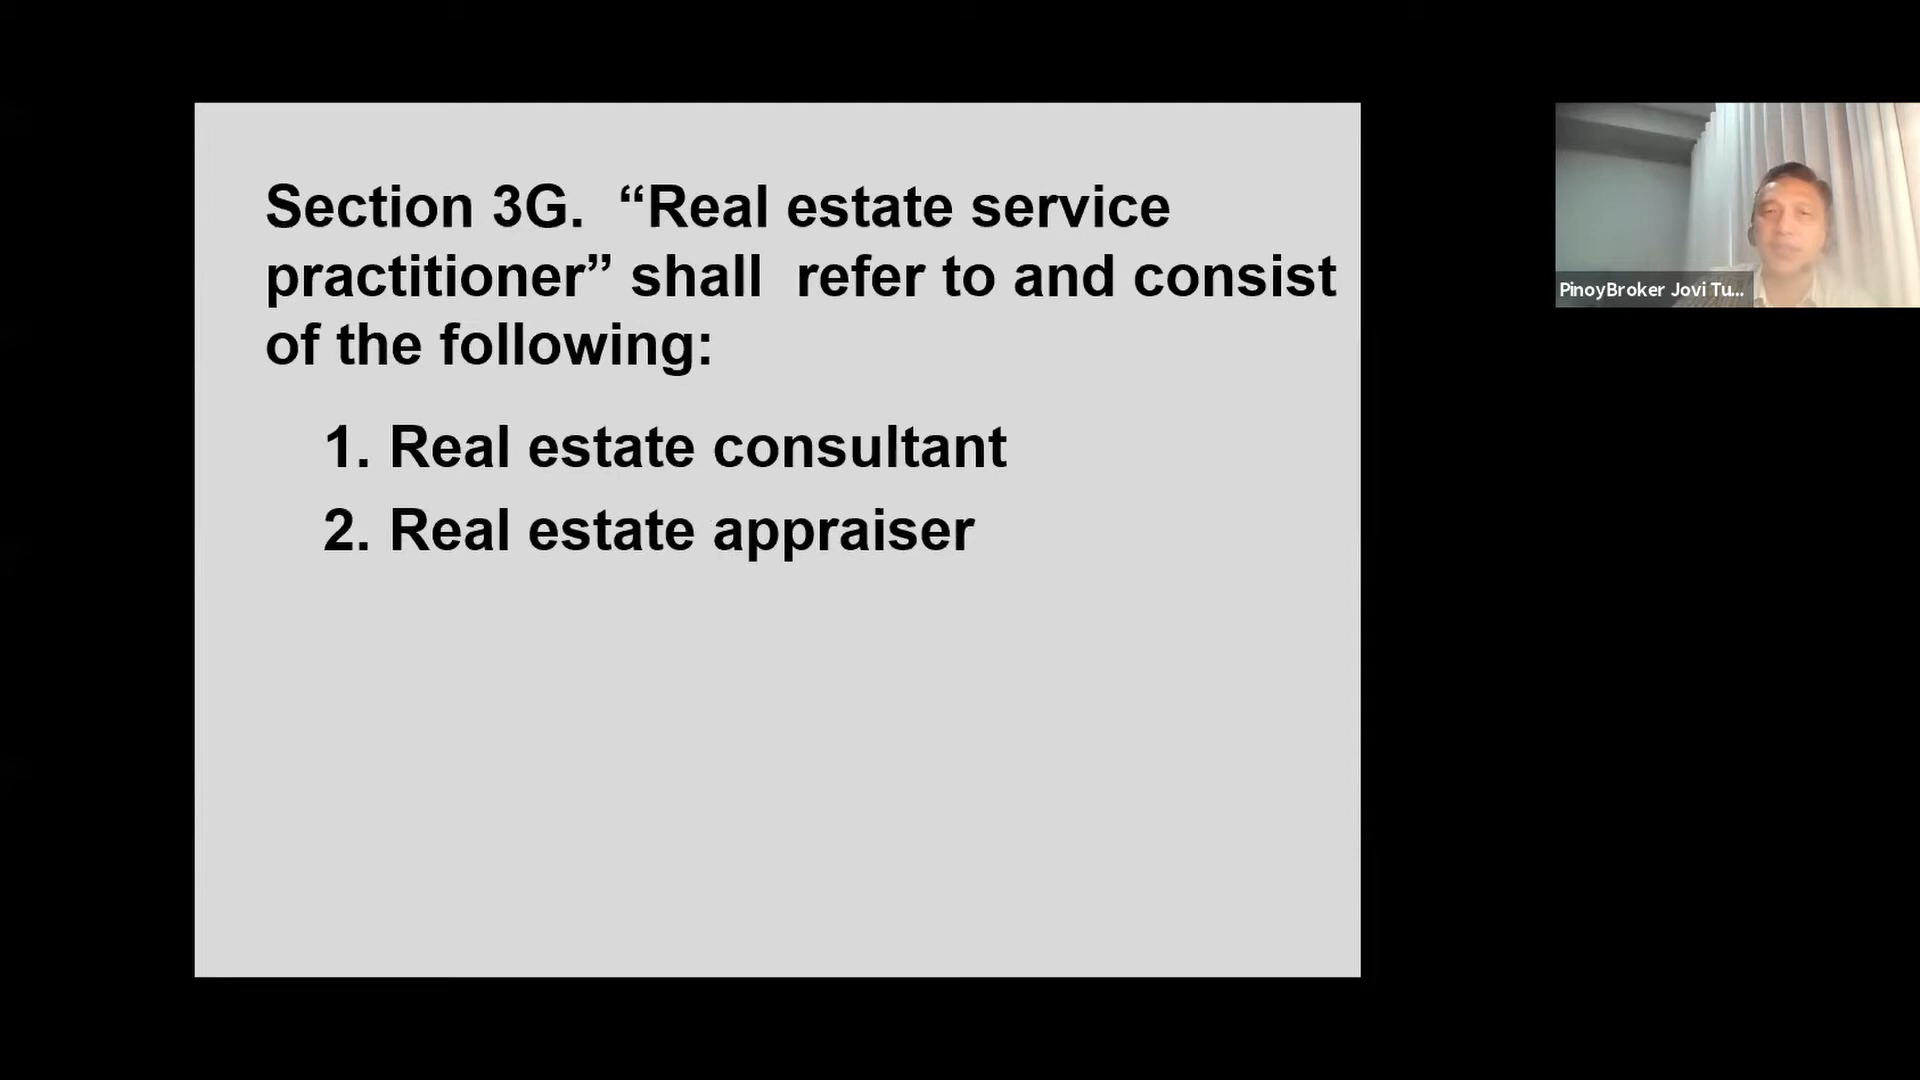 Section 3G.  “Real estate service
practitioner” shall  refer to and consist
of the following:
1. Real estate consultant
2. Real estate appraiser
PinoyBroker Jovi Tu...